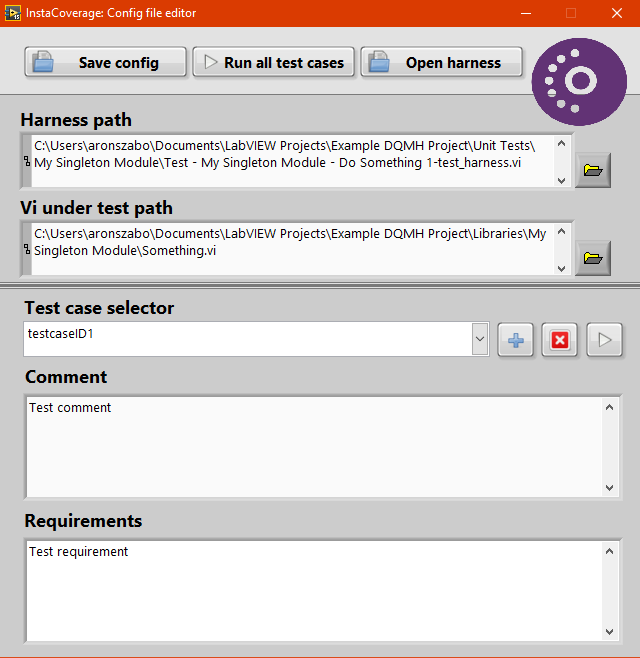 InstaCoverage: Config file editor
Save config
Run all test cases
Open harness
Harness path
C:\Users\aronszabo\Documents\LabVIEW Projects\Example DQMH Project\Unit Tests\
My Singleton Module\Test - My Singleton Module - Do Something 1-test_harness.vi
Vi under test path
C:\Users\aronszabo\Documents\LabVIEW Projects\Example DQMH Project\Libraries\My
Singleton Module\Something.vi
Test case selector
testcaseID1
Comment
Test comment
Requirements
Test requirement